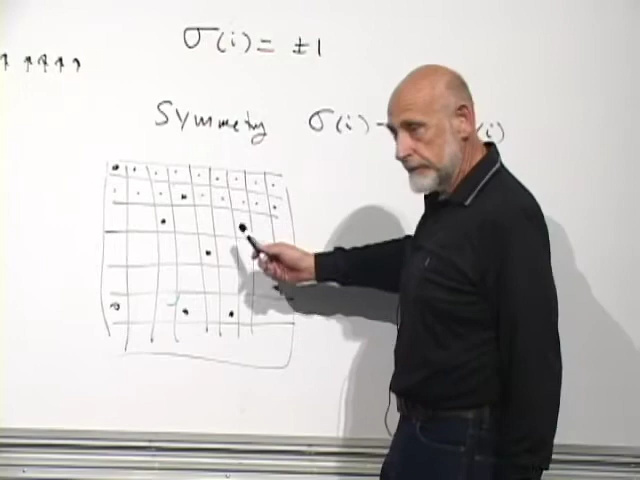 σ(i) = ±1
↑ ↑↑↑↑
Symmetry σ(i) → (i)